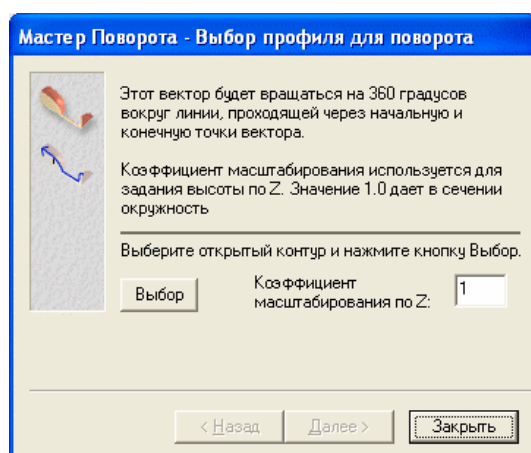 Мастер Поворота - Выбор профиля для поворота
Этот вектор будет вращаться на 360 градусов
вокруг линии, проходящей через начальную и
конечную точки вектора.
Коэффициент масштабирования используется для
задания высоты по Z. Значение 1.0 дает в сечении
окружность
Выберите открытый контур и нажмите кнопку Выбор.
Выбор
Коэффициент
масштабирования по Z:
1
< Назад
Далее >
Закрыть